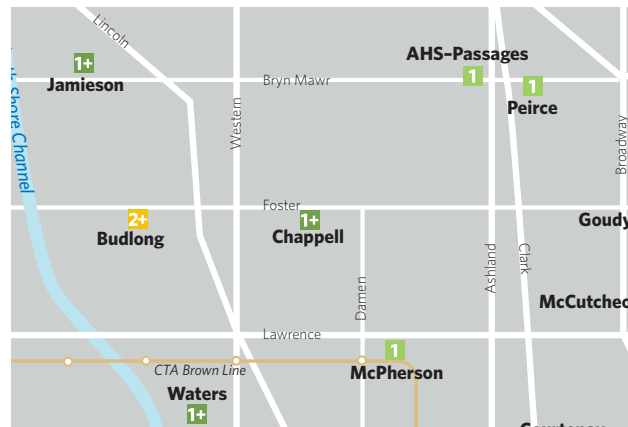 Lincoln
1+
Jamieson
Bryn Mawr
AHS–Passages
1
1
Peirce
Western
Broadway
Shore Channel
Foster
2+
Budlong
1+
Chappell
Goudy
Ashland
Clark
Damen
Lawrence
CTA Brown Line
1
McPherson
Waters
1+